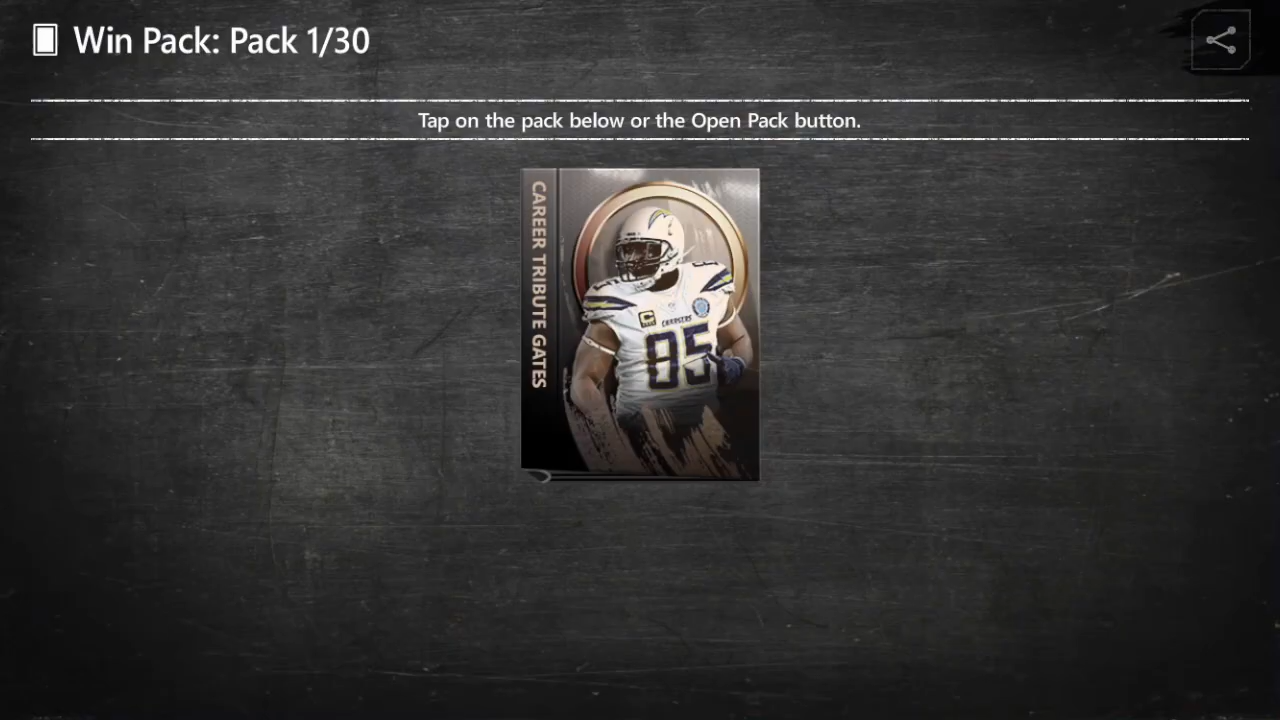 Win Pack: Pack 1/30
Tap on the pack below or the Open Pack button.
CAREER TRIBUTE GATES
C
CHARGERS
85